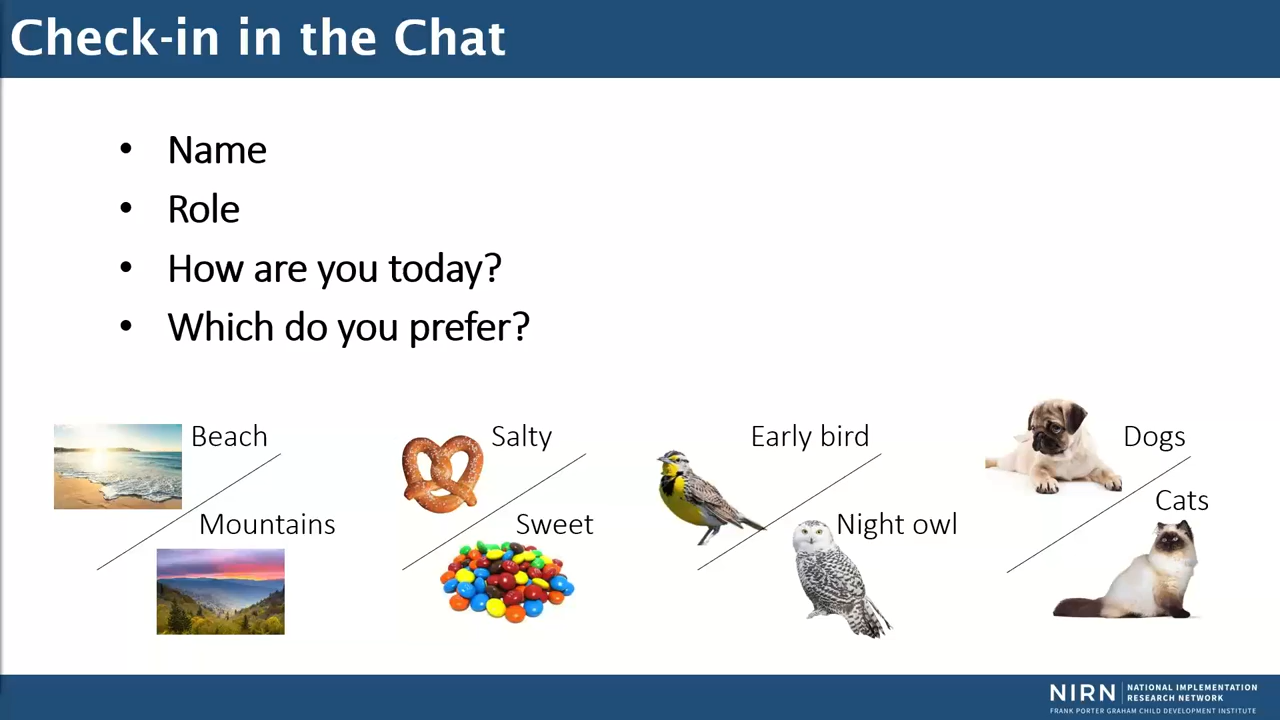 Check-in in the Chat
• Name
• Role
• How are you today?
• Which do you prefer?
Beach
Mountains
Salty
Sweet
Early bird
Night owl
Dogs
Cats
NIRN
NATIONAL IMPLEMENTATION
RESEARCH NETWORK
FRANK PORTER GRAHAM CHILD DEVELOPMENT INSTITUTE